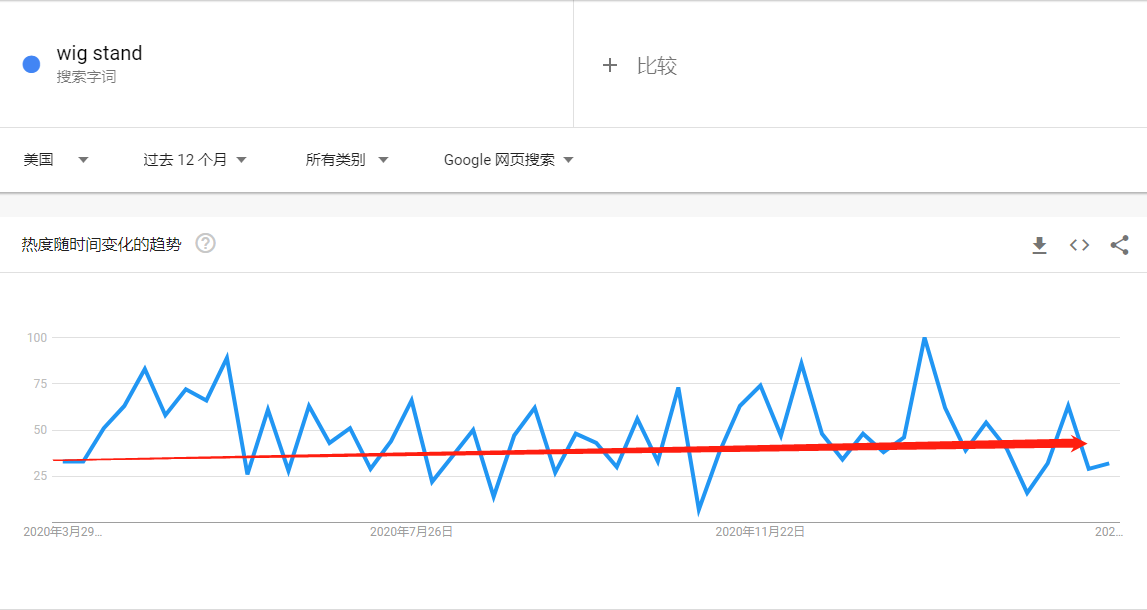 wig stand
搜索字词
+ 比较
美国
过去 12 个月
所有类别
Google 网页搜索
热度随时间变化的趋势 ?
100
75
50
25
2020年3月29…
2020年7月26日
2020年11月22日
202…